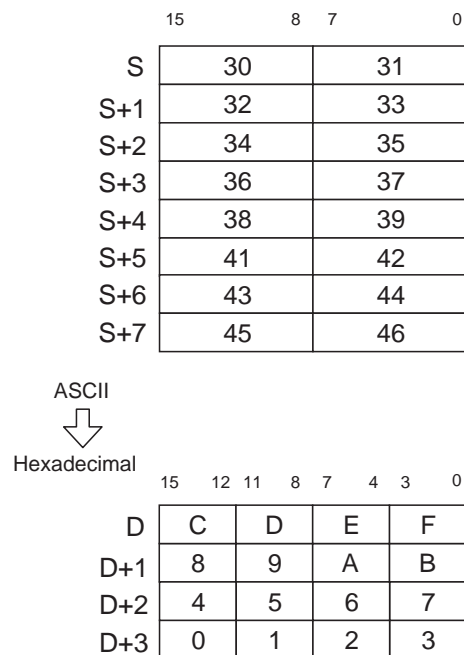 15 8 7 0
S 30 31
S+1 32 33
S+2 34 35
S+3 36 37
S+4 38 39
S+5 41 42
S+6 43 44
S+7 45 46
ASCII
Hexadecimal
15 12 11 8 7 4 3 0
D C D E F
D+1 8 9 A B
D+2 4 5 6 7
D+3 0 1 2 3